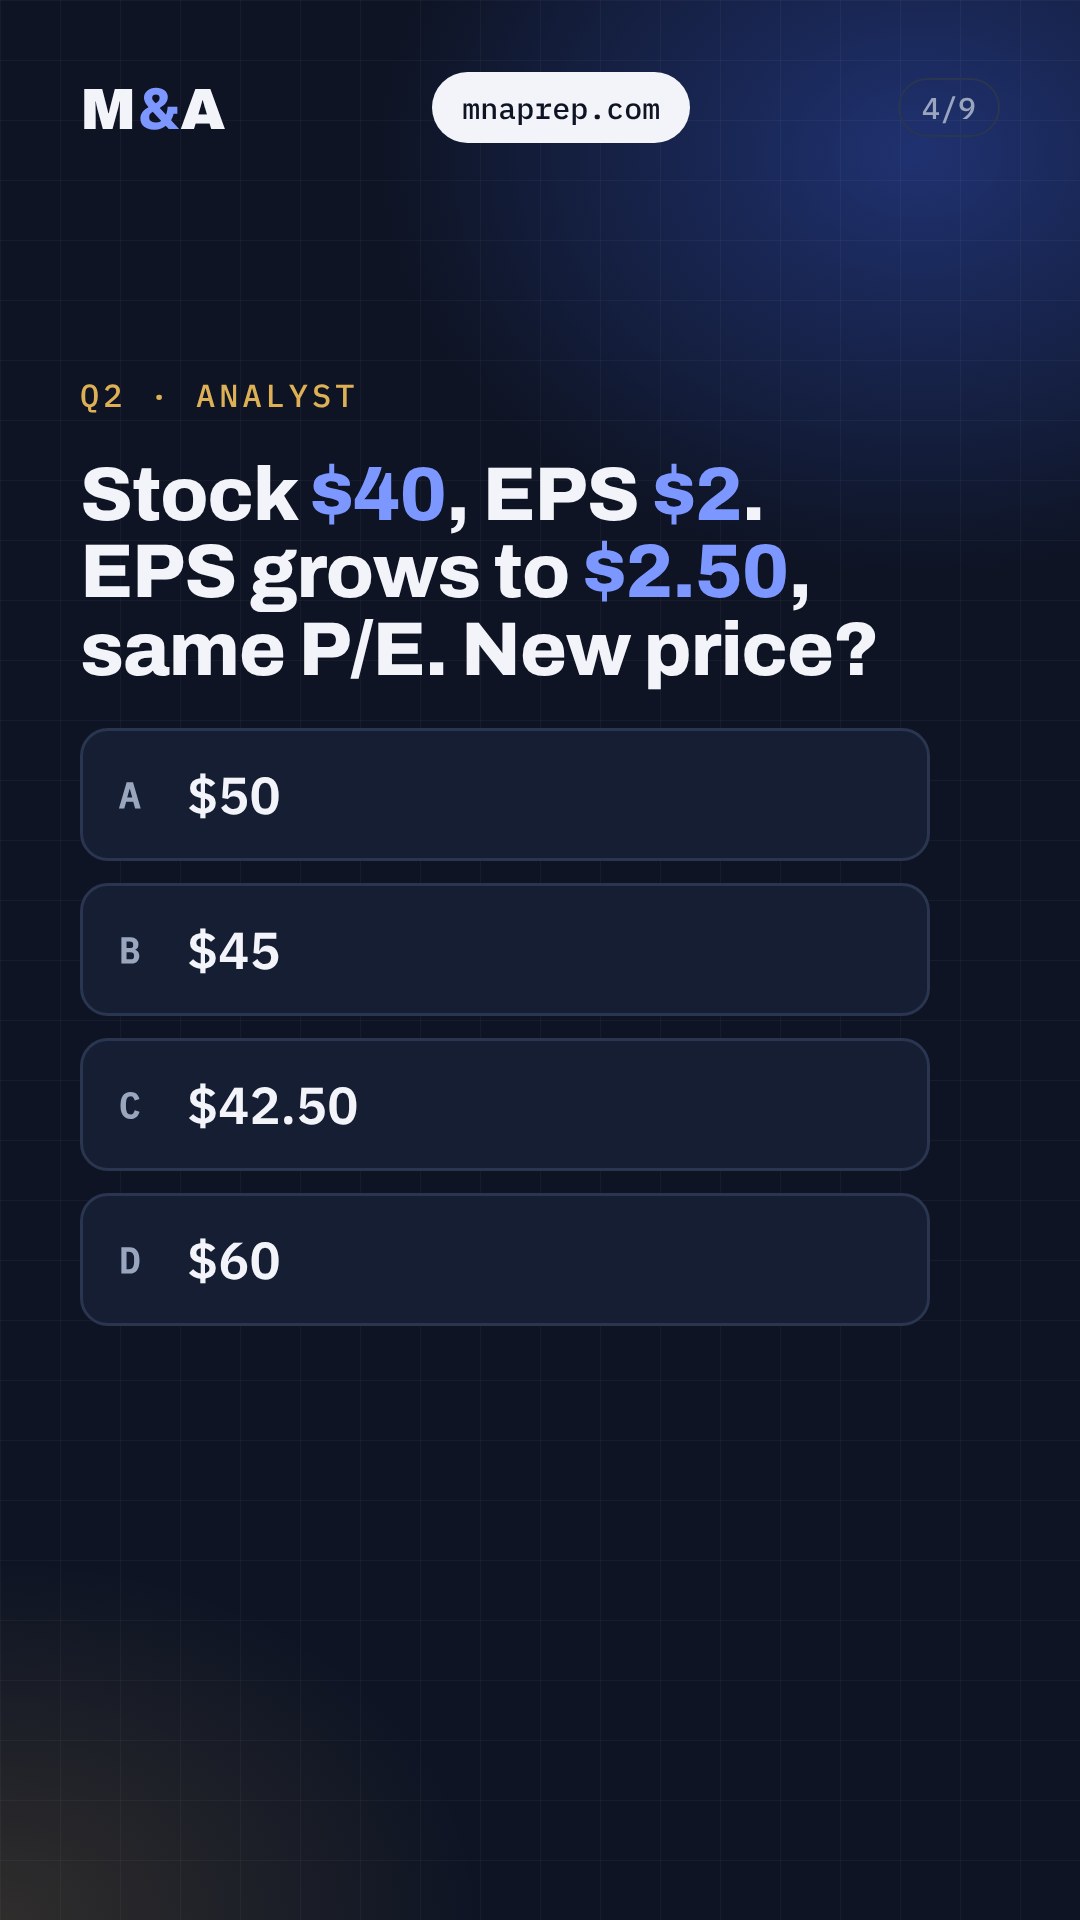 M&A
mnaprep.com
4/9
Q2 · ANALYST
Stock $40, EPS $2.
EPS grows to $2.50,
same P/E. New price?
A $50
B $45
C $42.50
D $60